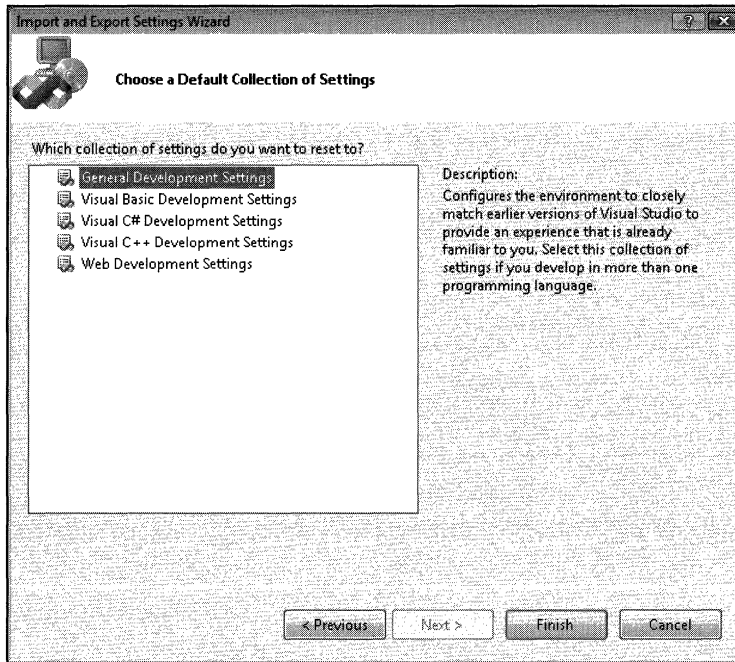 Import and Export Settings Wizard
Choose a Default Collection of Settings
Which collection of settings do you want to reset to?
General Development Settings
Visual Basic Development Settings
Visual C# Development Settings
Visual C++ Development Settings
Web Development Settings
Description:
Configures the environment to closely
match earlier versions of Visual Studio to
provide an experience that is already
familiar to you. Select this collection of
settings if you develop in more than one
programming language.
< Previous
Next >
Finish
Cancel